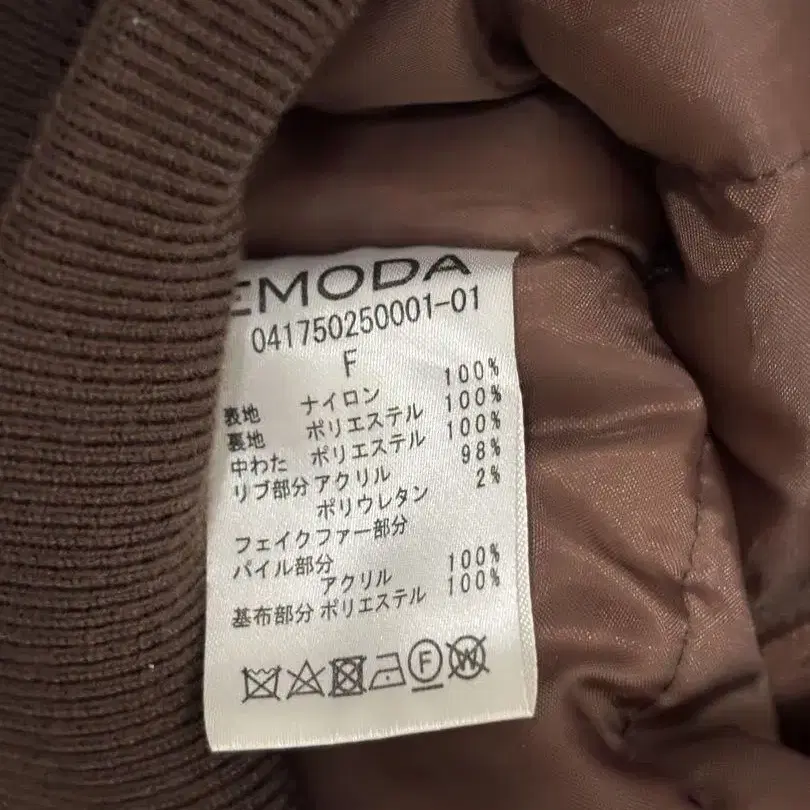 EMODA
041750250001-01
F
表地 ナイロン 100%
裏地 ポリエステル 100%
中わた ポリエステル 100%
リブ部分 アクリル 98%
ポリウレタン 2%
フェイクファー部分
パイル部分
アクリル 100%
基布部分 ポリエステル 100%
F W